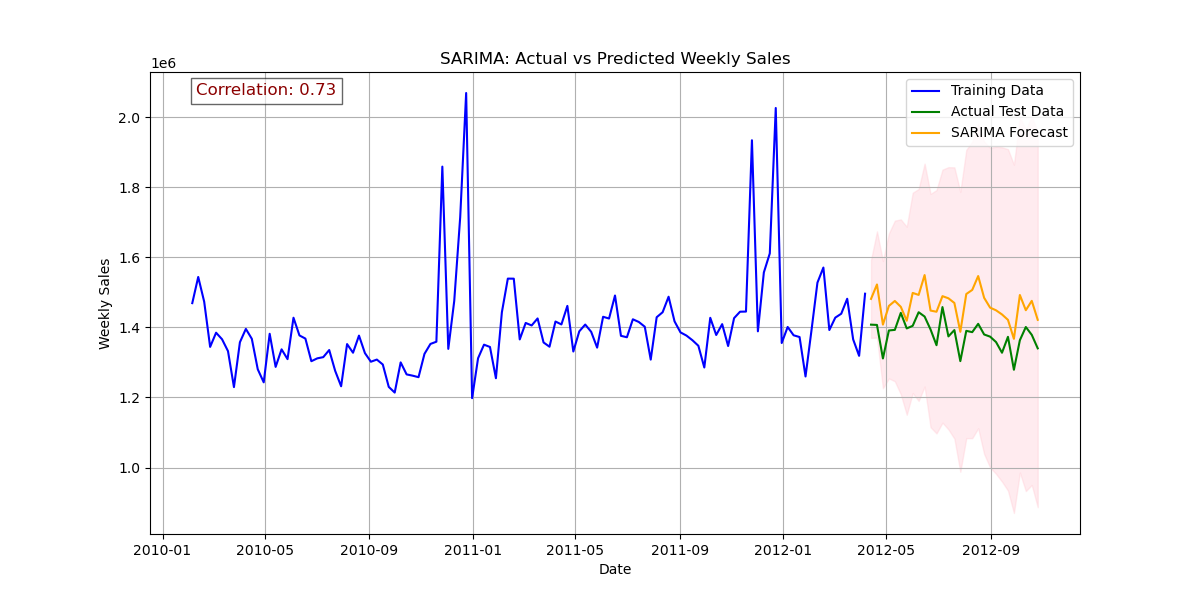 SARIMA: Actual vs Predicted Weekly Sales
1e6
Correlation: 0.73
Training Data
Actual Test Data
SARIMA Forecast
2.0
1.8
1.6
1.4
1.2
1.0
Weekly Sales
2010-01 2010-05 2010-09 2011-01 2011-05 2011-09 2012-01 2012-05 2012-09
Date